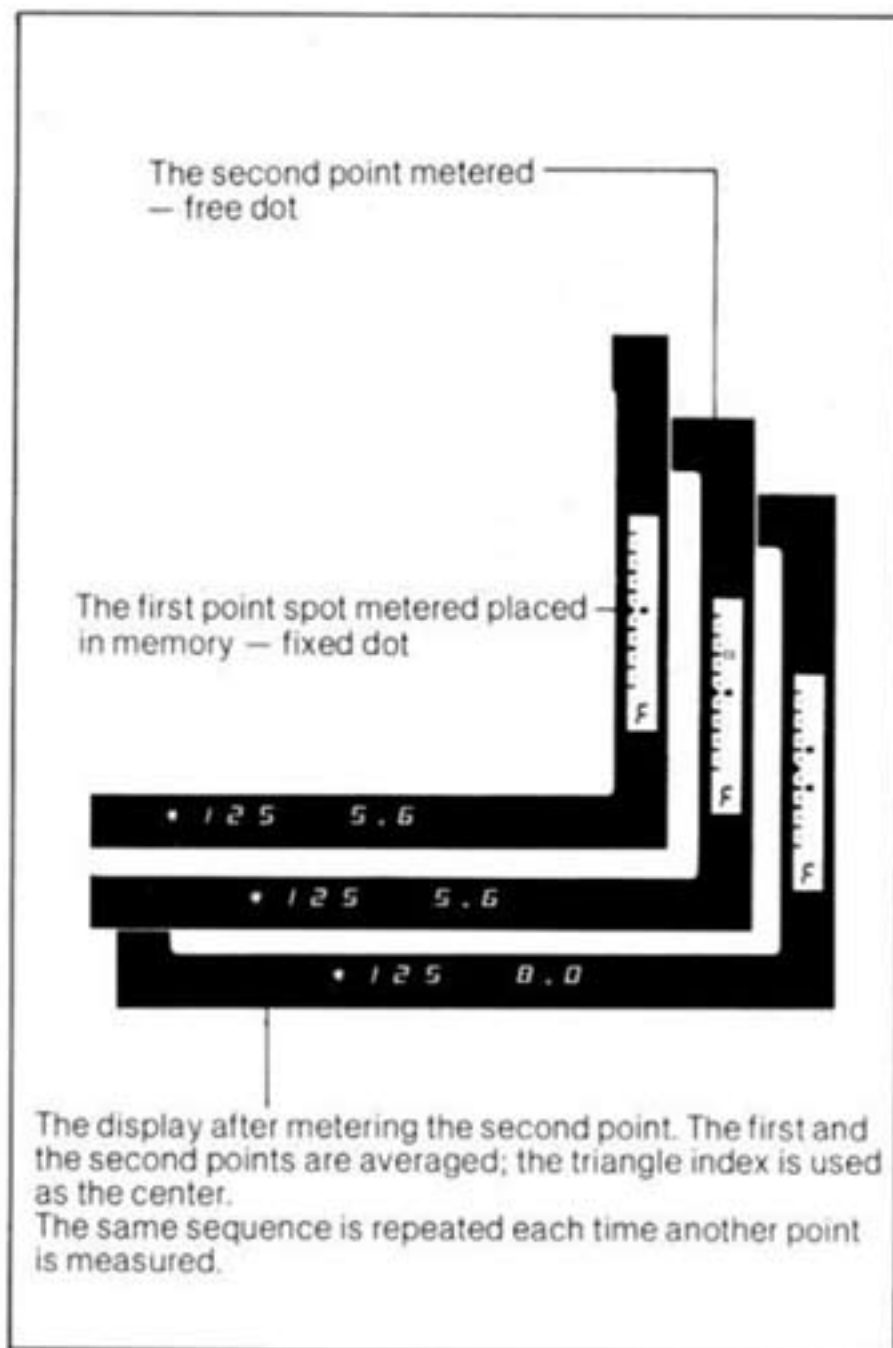 The second point metered
— free dot
The first point spot metered placed
in memory — fixed dot
125 5.6
125 5.6
125 8.0
The display after metering the second point. The first and
the second points are averaged; the triangle index is used
as the center.
The same sequence is repeated each time another point
is measured.